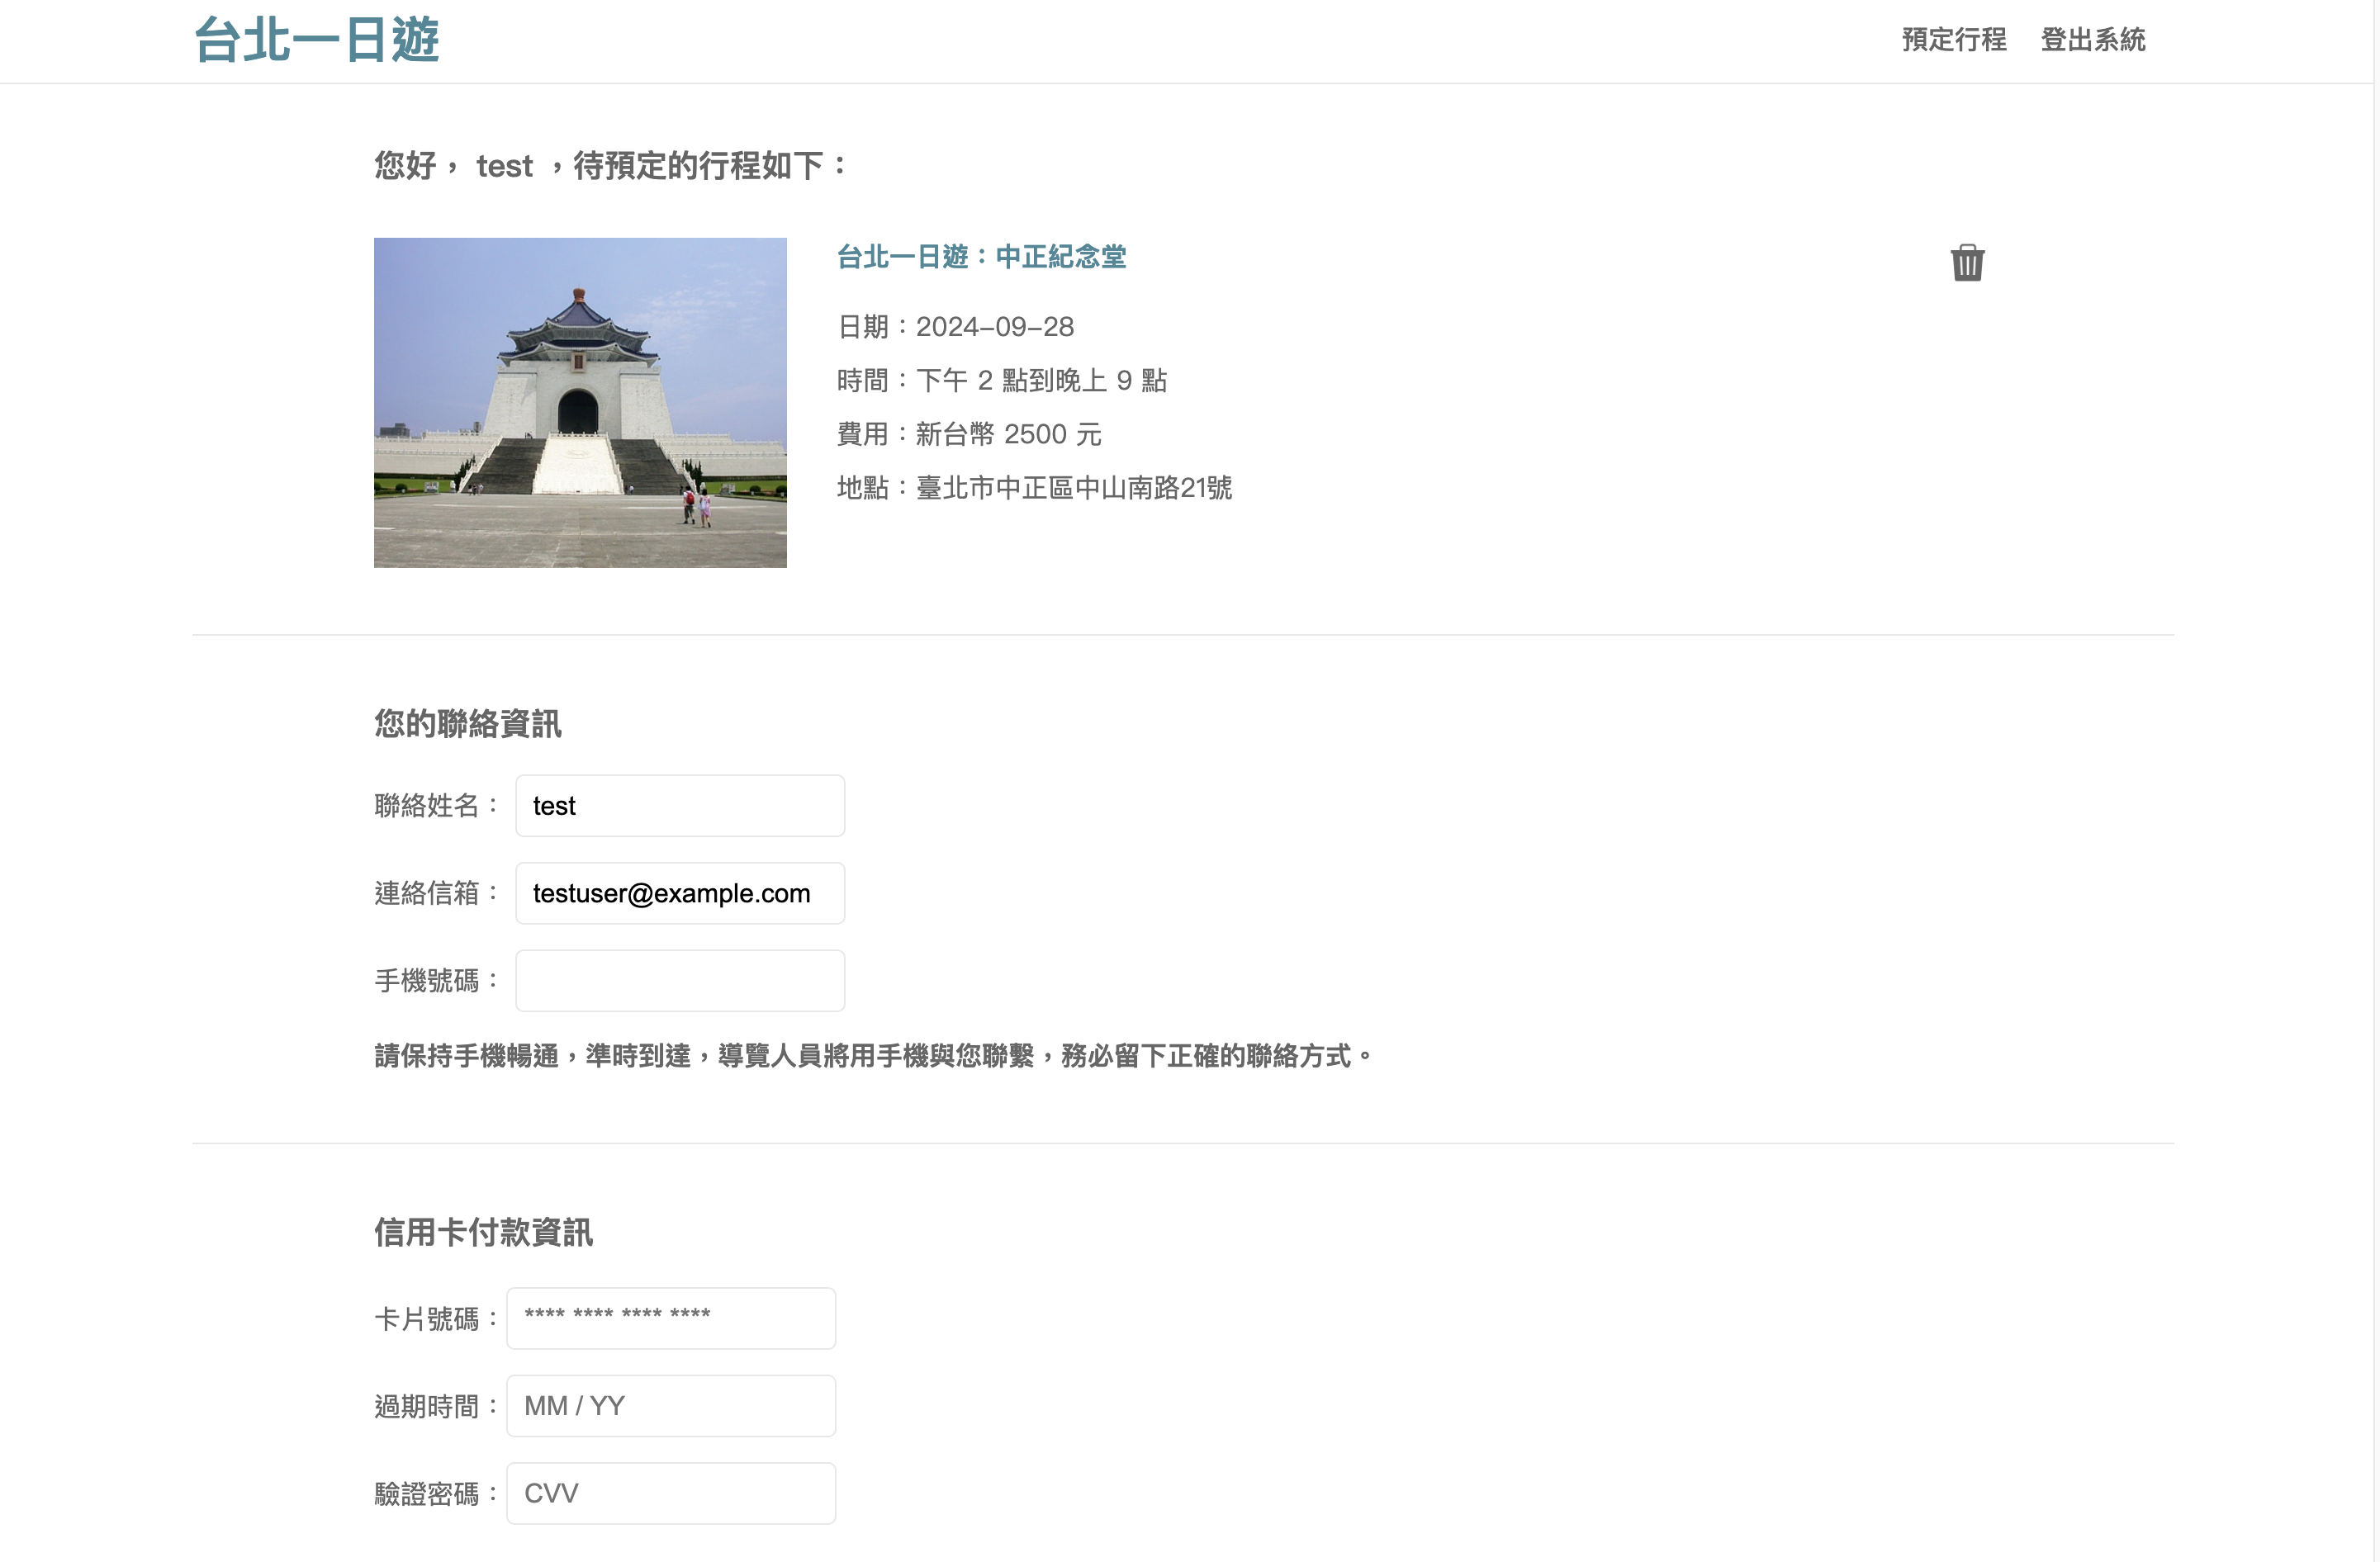 台北一日遊
預定行程 登出系統
您好， test ，待預定的行程如下：
台北一日遊：中正紀念堂
日期：2024-09-28
時間：下午 2 點到晚上 9 點
費用：新台幣 2500 元
地點：臺北市中正區中山南路21號
您的聯絡資訊
聯絡姓名： test
連絡信箱： testuser@example.com
手機號碼：
請保持手機暢通，準時到達，導覽人員將用手機與您聯繫，務必留下正確的聯絡方式。
信用卡付款資訊
卡片號碼： **** **** **** ****
過期時間： MM / YY
驗證密碼： CVV